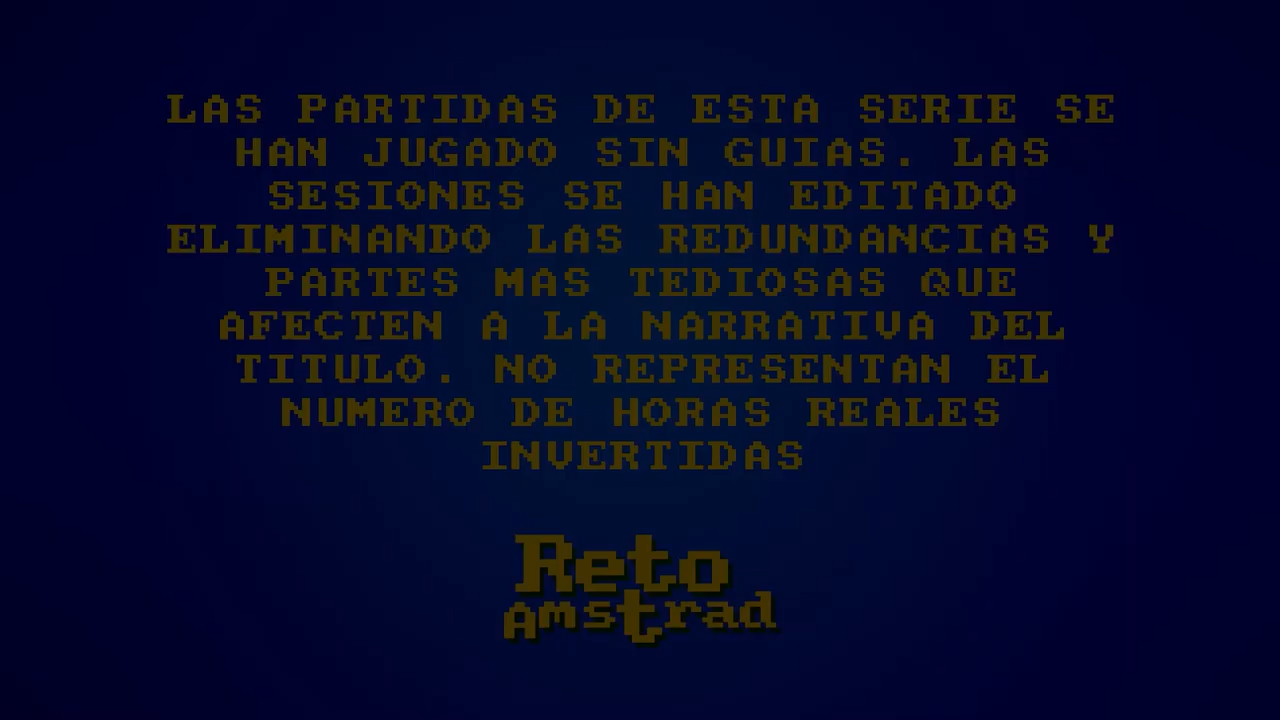 LAS PARTIDAS DE ESTA SERIE SE
HAN JUGADO SIN GUIAS. LAS
SESIONES SE HAN EDITADO
ELIMINANDO LAS REDUNDANCIAS Y
PARTES MAS TEDIOSAS QUE
AFECTEN A LA NARRATIVA DEL
TITULO. NO REPRESENTAN EL
NUMERO DE HORAS REALES
INVERTIDAS
Reto
Amstrad